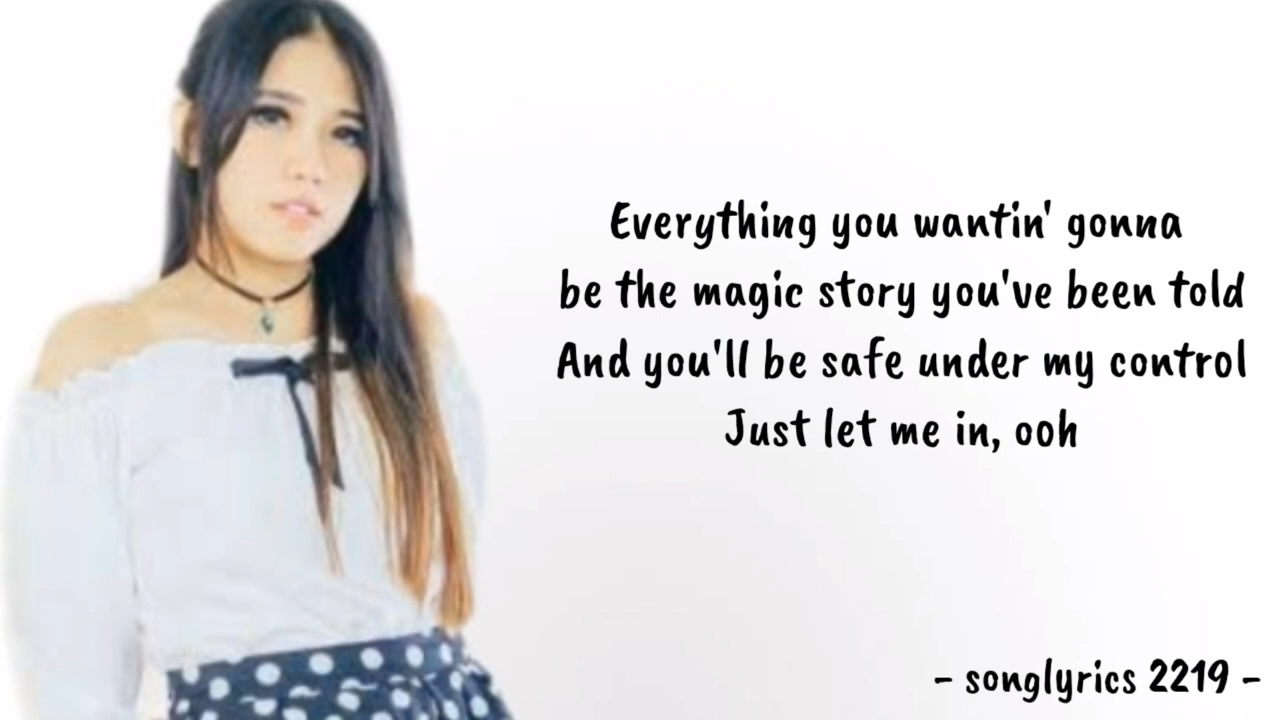 Everything you wantin' gonna
be the magic story you've been told
And you'll be safe under my control
Just let me in, ooh
- songlyrics 2219 -